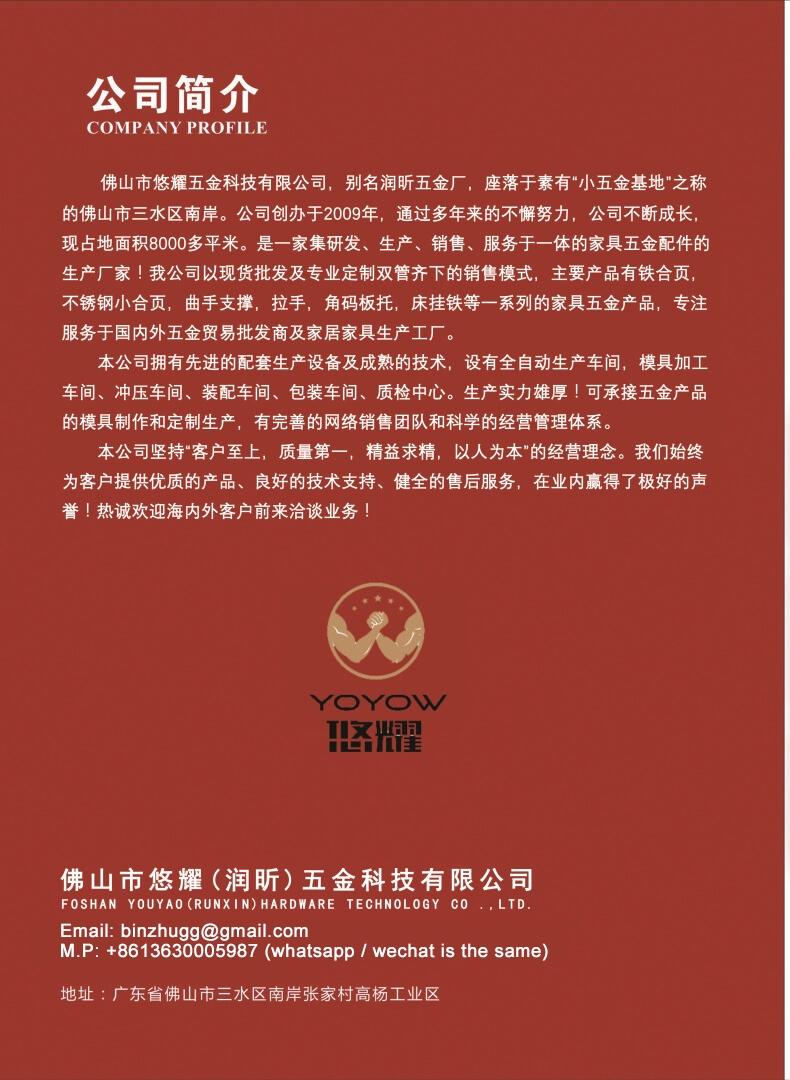 公司简介
COMPANY PROFILE
佛山市悠耀五金科技有限公司，别名润昕五金厂，座落于素有“小五金基地”之称
的佛山市三水区南岸。公司创办于2009年，通过多年来的不懈努力，公司不断成长，
现占地面积8000多平米。是一家集研发、生产、销售、服务于一体的家具五金配件的
生产厂家！我公司以现货批发及专业定制双管齐下的销售模式，主要产品有铁合页，
不锈钢小合页，曲手支撑，拉手，角码板托，床挂铁等一系列的家具五金产品，专注
服务于国内外五金贸易批发商及家居家具生产工厂。
本公司拥有先进的配套生产设备及成熟的技术，设有全自动生产车间，模具加工
车间、冲压车间、装配车间、包装车间、质检中心。生产实力雄厚！可承接五金产品
的模具制作和定制生产，有完善的网络销售团队和科学的经营管理体系。
本公司坚持“客户至上，质量第一，精益求精，以人为本”的经营理念。我们始终
为客户提供优质的产品、良好的技术支持、健全的售后服务，在业内赢得了极好的声
誉！热诚欢迎海内外客户前来洽谈业务！
YOYOW
悠耀
佛山市悠耀(润昕)五金科技有限公司
FOSHAN YOUYAO(RUNXIN)HARDWARE TECHNOLOGY CO .,LTD.
Email: binzhugg@gmail.com
M.P: +8613630005987 (whatsapp / wechat is the same)
地址：广东省佛山市三水区南岸张家村高杨工业区